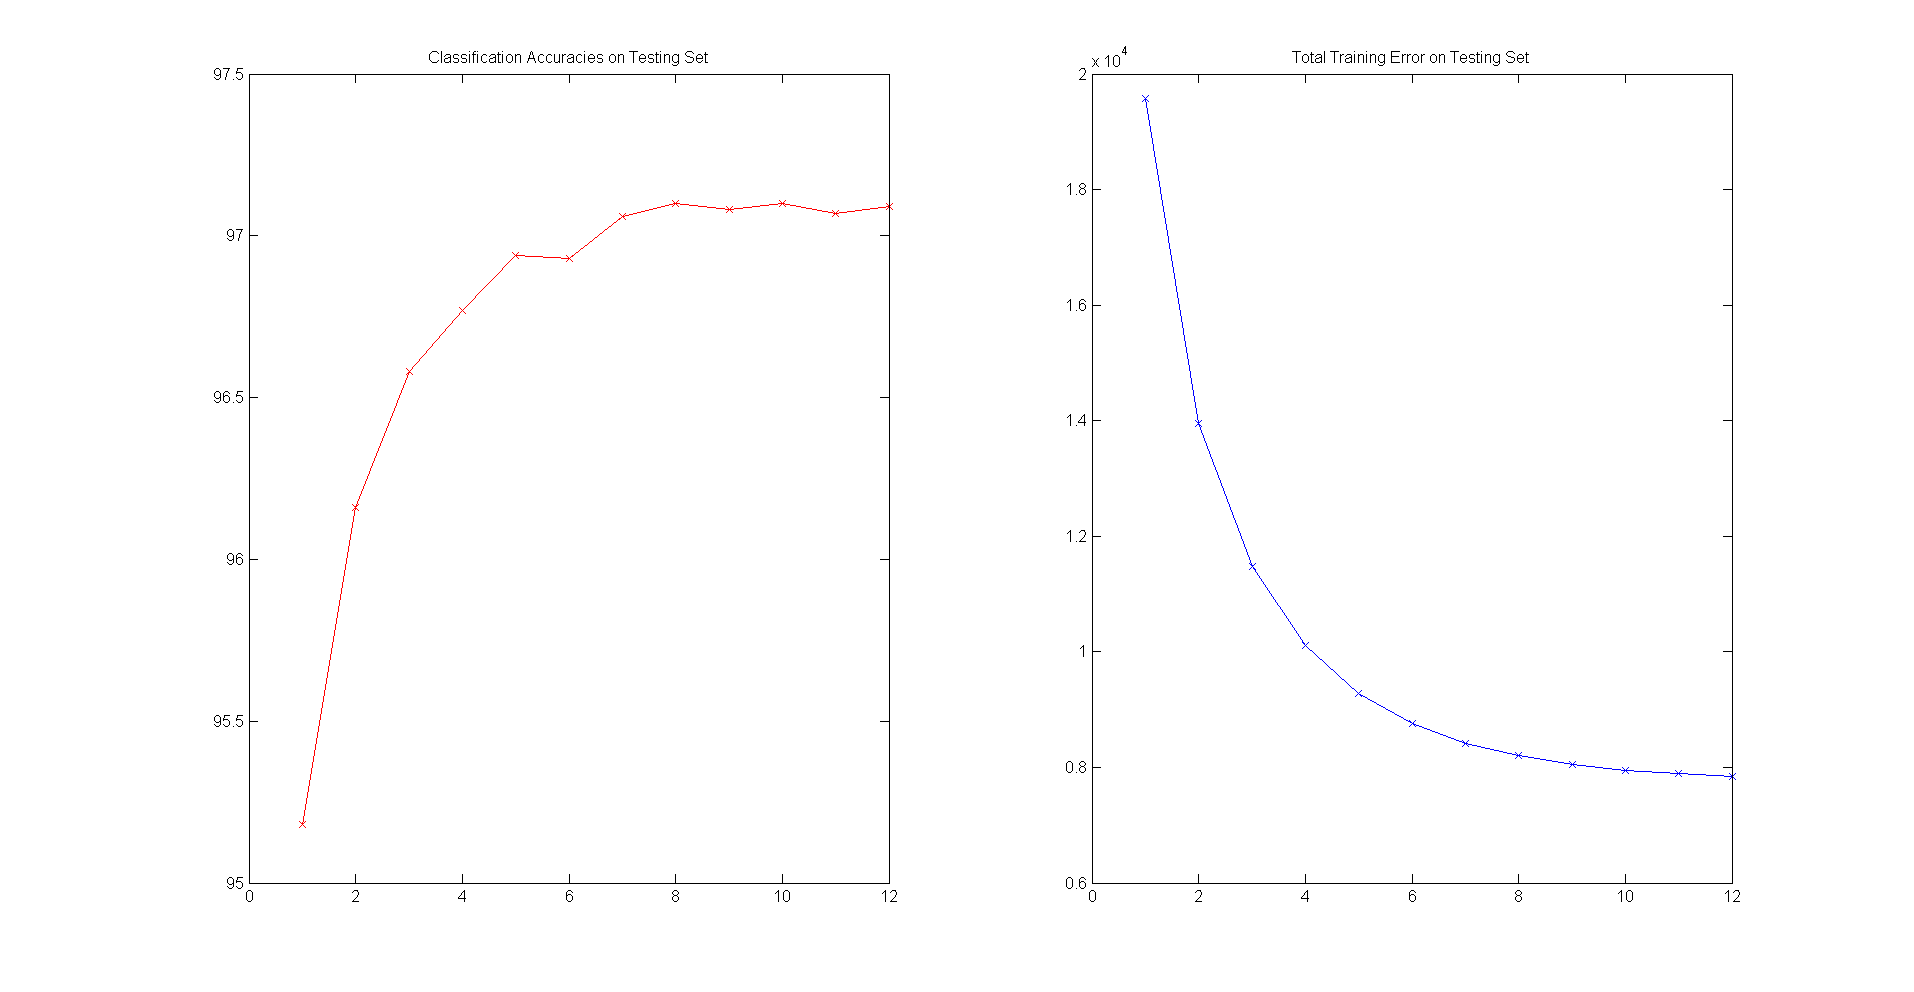 Classification Accuracies on Testing Set
97.5
97
96.5
96
95.5
95
0 2 4 6 8 10 12
Total Training Error on Testing Set
x 10^4
2
1.8
1.6
1.4
1.2
1
0.8
0.6
0 2 4 6 8 10 12